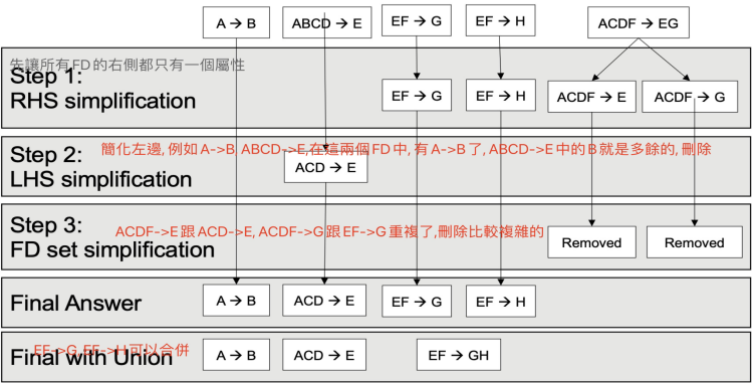 A → B
ABCD → E
EF → G
EF → H
ACDF → EG
先讓所有FD的右側都只有一個屬性
Step 1:
RHS simplification
EF → G
EF → H
ACDF → E
ACDF → G
簡化左邊, 例如A->B, ABCD->E,在這兩個FD中, 有A->B了, ABCD->E中的B就是多餘的, 刪除
Step 2:
LHS simplification
ACD → E
Step 3:
FD set simplification
ACDF->E跟ACD->E, ACDF->G跟EF->G重複了,刪除比較複雜的
Removed
Removed
Final Answer
A → B
ACD → E
EF → G
EF → H
EF->G,EF->H可以合併
Final with Union
A → B
ACD → E
EF → GH